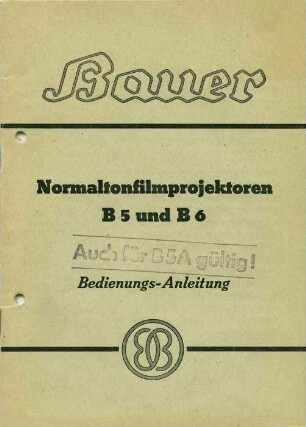 Bauer
Normaltonfilmprojektoren
B 5 und B 6
Auch für B5A gültig!
Bedienungs-Anleitung